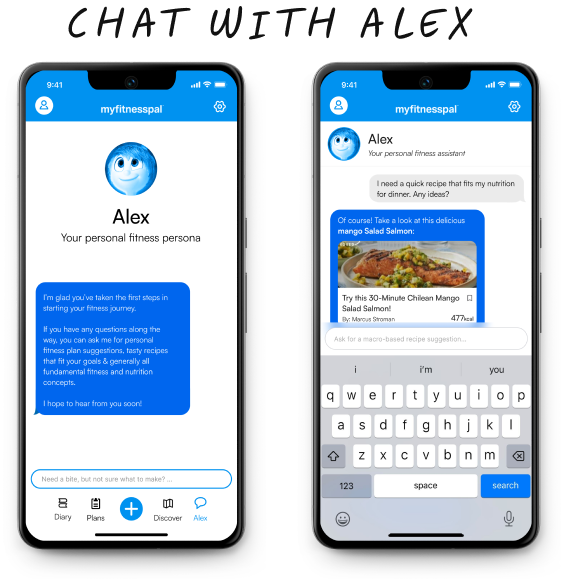 CHAT WITH ALEX
9:41
myfitnesspal
Alex
Your personal fitness persona
I'm glad you've taken the first steps in
starting your fitness journey.
If you have any questions along the
way, you can ask me for personal
fitness plan suggestions, tasty recipes
that fit your goals & generally all
fundamental fitness and nutrition
concepts.
I hope to hear from you soon!
Need a bite, but not sure what to make? ...
Diary
Plans
Discover
Alex
9:41
myfitnesspal
Alex
Your personal fitness assistant
I need a quick recipe that fits my nutrition
for dinner. Any ideas?
Of course! Take a look at this delicious
mango Salad Salmon:
Try this 30-Minute Chilean Mango
Salad Salmon!
By: Marcus Stroman 477kcal
Ask for a macro-based recipe suggestion...
i i'm you
q w e r t y u i o p
a s d f g h j k l
z x c v b n m
123 space search